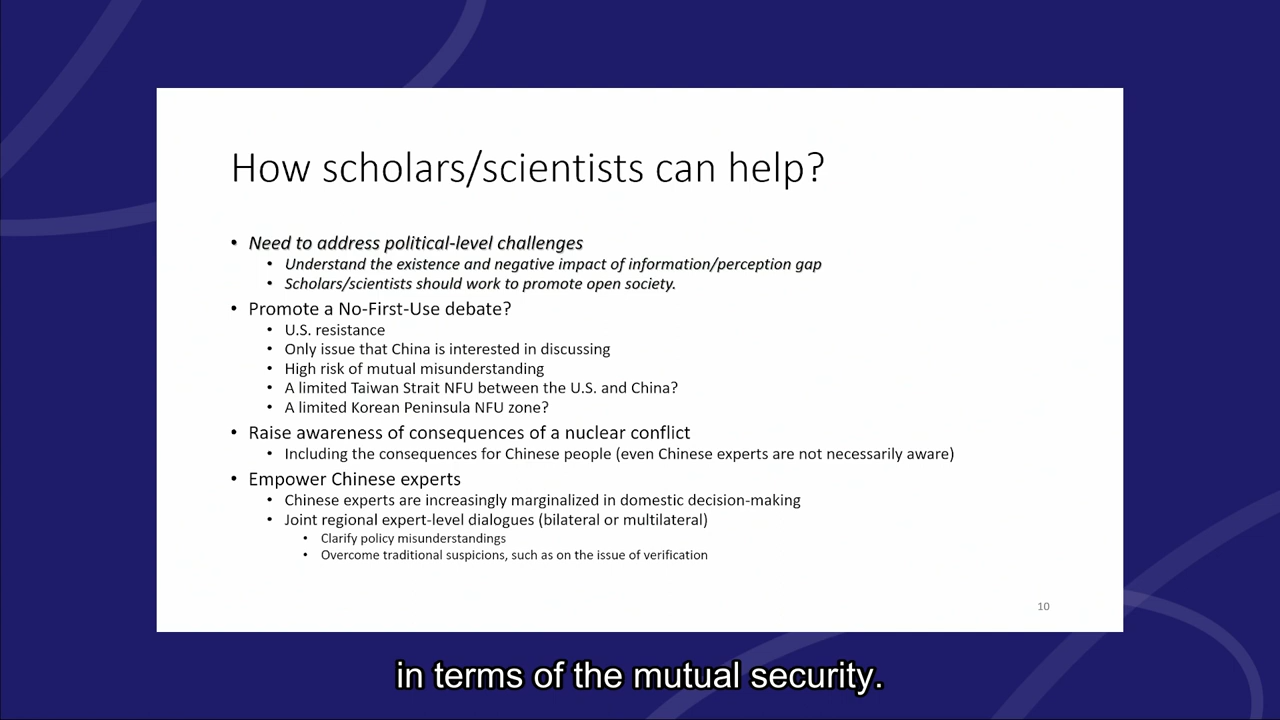 How scholars/scientists can help?
• Need to address political-level challenges
• Understand the existence and negative impact of information/perception gap
• Scholars/scientists should work to promote open society.
• Promote a No-First-Use debate?
• U.S. resistance
• Only issue that China is interested in discussing
• High risk of mutual misunderstanding
• A limited Taiwan Strait NFU between the U.S. and China?
• A limited Korean Peninsula NFU zone?
• Raise awareness of consequences of a nuclear conflict
• Including the consequences for Chinese people (even Chinese experts are not necessarily aware)
• Empower Chinese experts
• Chinese experts are increasingly marginalized in domestic decision-making
• Joint regional expert-level dialogues (bilateral or multilateral)
• Clarify policy misunderstandings
• Overcome traditional suspicions, such as on the issue of verification
10
in terms of the mutual security.